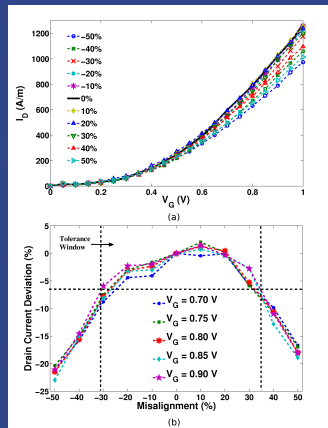 1200
1000
800
600
400
200
0
I_D (A/m)
−50%
−40%
−30%
−20%
−10%
0%
10%
20%
30%
40%
50%
0 0.2 0.4 0.6 0.8 1
V_G (V)
(a)
5
0
−5
−10
−15
−20
−25
Drain Current Deviation (%)
Tolerance
Window
V_G = 0.70 V
V_G = 0.75 V
V_G = 0.80 V
V_G = 0.85 V
V_G = 0.90 V
−50 −40 −30 −20 −10 0 10 20 30 40 50
Misalignment (%)
(b)